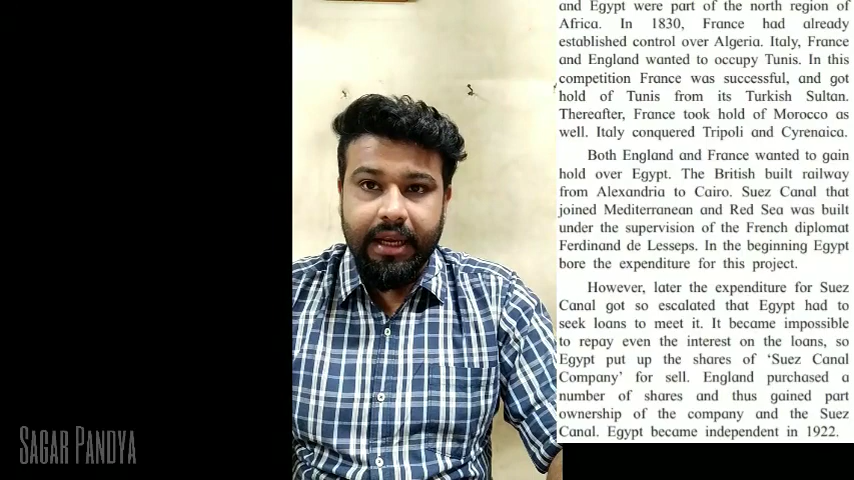 and Egypt were part of the north region of
Africa. In 1830, France had already
established control over Algeria. Italy, France
and England wanted to occupy Tunis. In this
competition France was successful, and got
hold of Tunis from its Turkish Sultan.
Thereafter, France took hold of Morocco as
well. Italy conquered Tripoli and Cyrenaica.
Both England and France wanted to gain
hold over Egypt. The British built railway
from Alexandria to Cairo. Suez Canal that
joined Mediterranean and Red Sea was built
under the supervision of the French diplomat
Ferdinand de Lesseps. In the beginning Egypt
bore the expenditure for this project.
However, later the expenditure for Suez
Canal got so escalated that Egypt had to
seek loans to meet it. It became impossible
to repay even the interest on the loans, so
Egypt put up the shares of ‘Suez Canal
Company’ for sell. England purchased a
number of shares and thus gained part
ownership of the company and the Suez
Canal. Egypt became independent in 1922.
SAGAR PANDYA